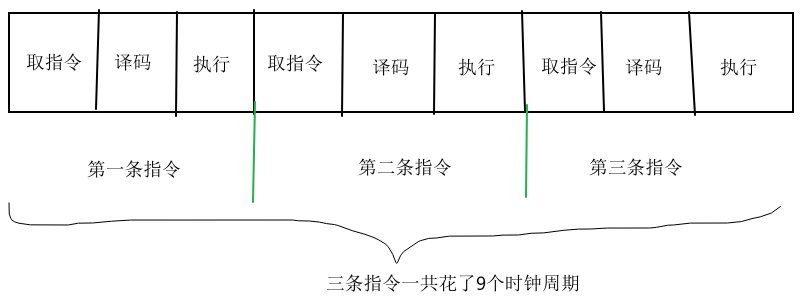 取指令 译码 执行 取指令 译码 执行 取指令 译码 执行
第一条指令 第二条指令 第三条指令
三条指令一共花了9个时钟周期